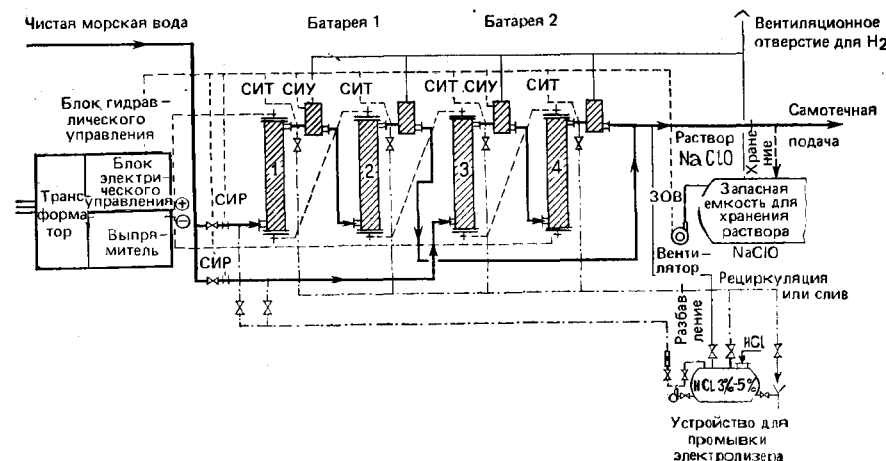 Чистая морская вода
Батарея 1
Батарея 2
Вентиляционное
отверстие для H2
СИТ
СИУ
СИТ
СИТ
СИУ
СИТ
Блок гидрав-
лического
управления
Самотечная
подача
Раствор
NaClO
Хране-
ние
1
2
3
4
Блок
электри-
ческого
управления
Транс-
форма-
тор
Выпря-
митель
+
−
СИР
СИР
ЗОВ
Запасная
емкость для
хранения
раствора
NaClO
Венти-
лятор
Рециркуляция
или слив
Разбав-
ление
HCl
HCl 3%-5%
Устройство для
промывки
электролизера